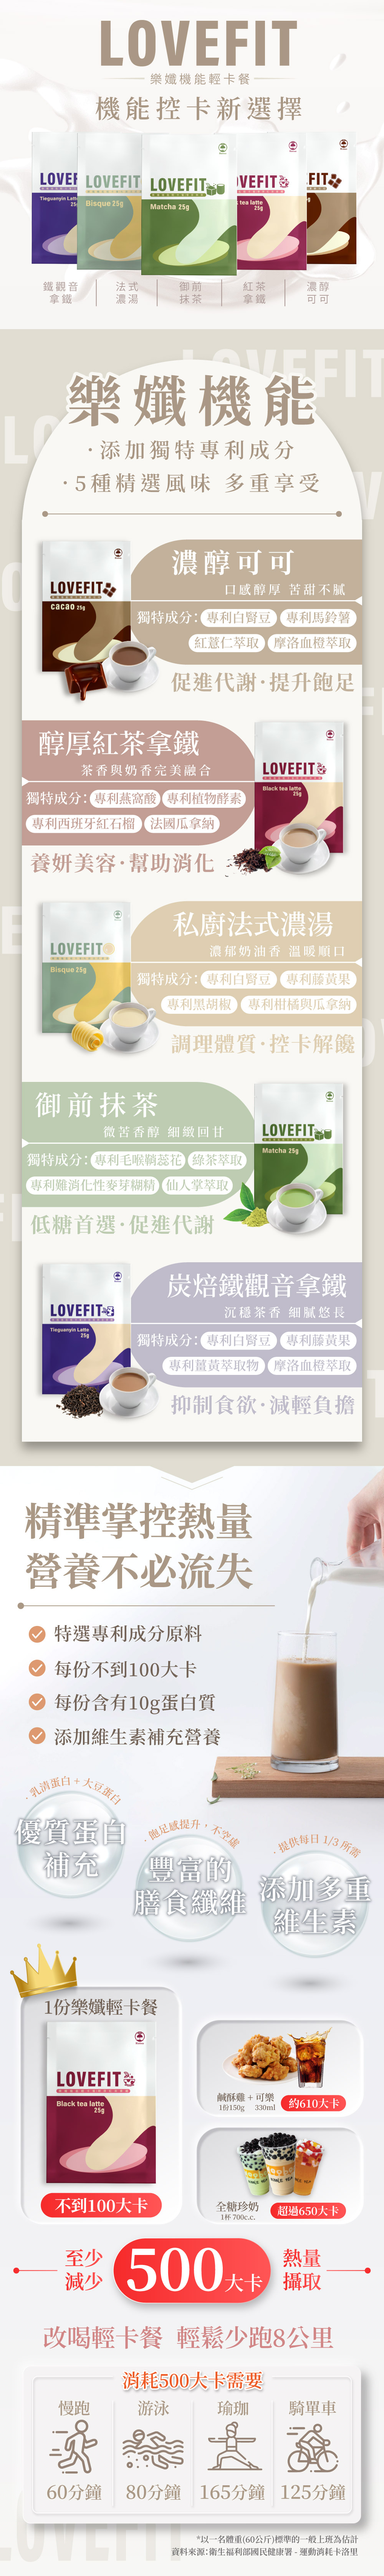 LOVEFIT
樂孅機能輕卡餐
機能控卡新選擇
LOVEF
Tieguanyin Latt
LOVEFIT
Bisque 25g
LOVEFIT
Matcha 25g
OVEFIT
tea latte
25g
FIT
鐵觀音
拿鐵
法式
濃湯
御前
抹茶
紅茶
拿鐵
濃醇
可可
樂孅機能
·添加獨特專利成分
·5種精選風味 多重享受
LOVEFIT
cacao 25g
濃醇可可
口感醇厚 苦甜不膩
獨特成分: 專利白腎豆 專利馬鈴薯
紅薏仁萃取 摩洛血橙萃取
促進代謝·提升飽足
醇厚紅茶拿鐵
茶香與奶香完美融合
獨特成分: 專利燕窩酸 專利植物酵素
專利西班牙紅石榴 法國瓜拿納
養妍美容·幫助消化
LOVEFIT
Black tea latte
25g
LOVEFIT
Bisque 25g
私廚法式濃湯
濃郁奶油香 溫暖順口
獨特成分: 專利白腎豆 專利藤黃果
專利黑胡椒 專利柑橘與瓜拿納
調理體質·控卡解饞
御前抹茶
微苦香醇 細緻回甘
獨特成分: 專利毛喉鞘蕊花 綠茶萃取
專利難消化性麥芽糊精 仙人掌萃取
低糖首選·促進代謝
LOVEFIT
Matcha 25g
LOVEFIT
Tieguanyin Latte
25g
炭焙鐵觀音拿鐵
沉穩茶香 細膩悠長
獨特成分: 專利白腎豆 專利藤黃果
專利薑黃萃取物 摩洛血橙萃取
抑制食欲·減輕負擔
精準掌控熱量
營養不必流失
特選專利成分原料
每份不到100大卡
每份含有10g蛋白質
添加維生素補充營養
·乳清蛋白+大豆蛋白
優質蛋白
補充
·飽足感提升,不空虛
豐富的
膳食纖維
·提供每日 1/3 所需
添加多重
維生素
1份樂孅輕卡餐
LOVEFIT
Black tea latte
25g
不到100大卡
鹹酥雞 + 可樂
1份150g 330ml
約610大卡
全糖珍奶
1杯 700c.c.
超過650大卡
至少
減少
500大卡
熱量
攝取
改喝輕卡餐 輕鬆少跑8公里
消耗500大卡需要
慢跑
60分鐘
游泳
80分鐘
瑜珈
165分鐘
騎單車
125分鐘
*以一名體重(60公斤)標準的一般上班為估計
資料來源:衛生福利部國民健康署 - 運動消耗卡洛里